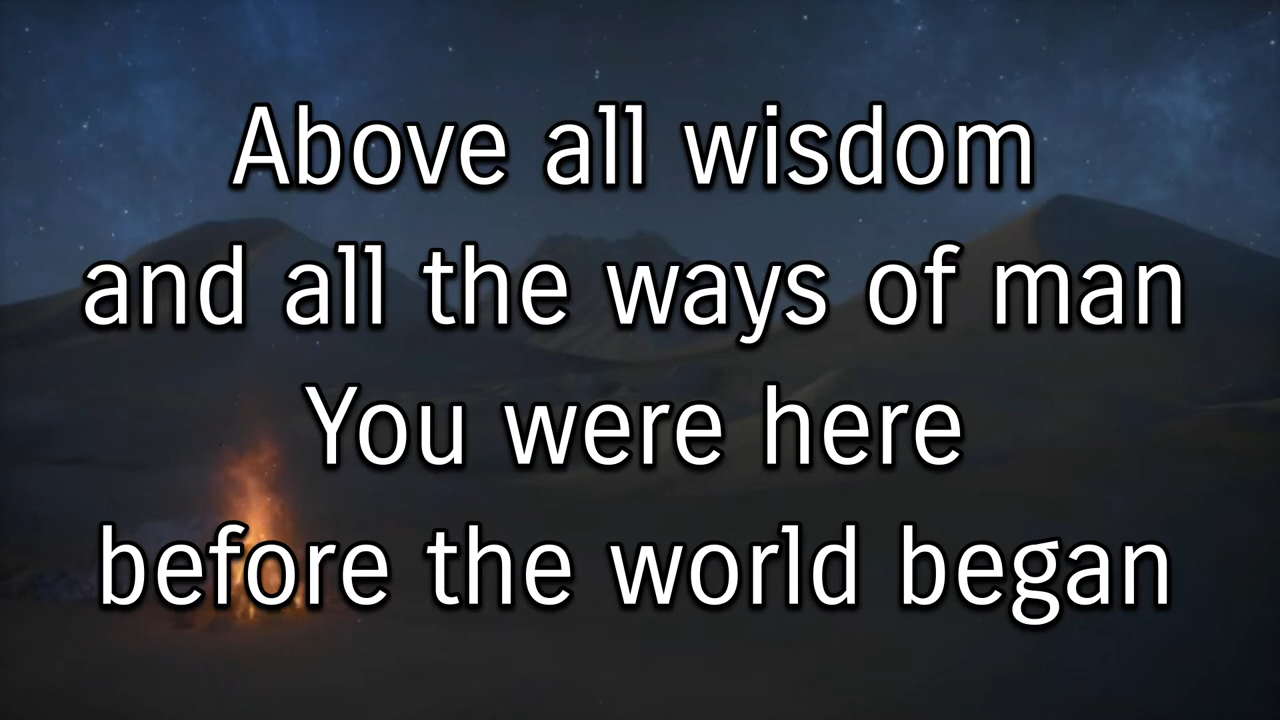 Above all wisdom
and all the ways of man
You were here
before the world began